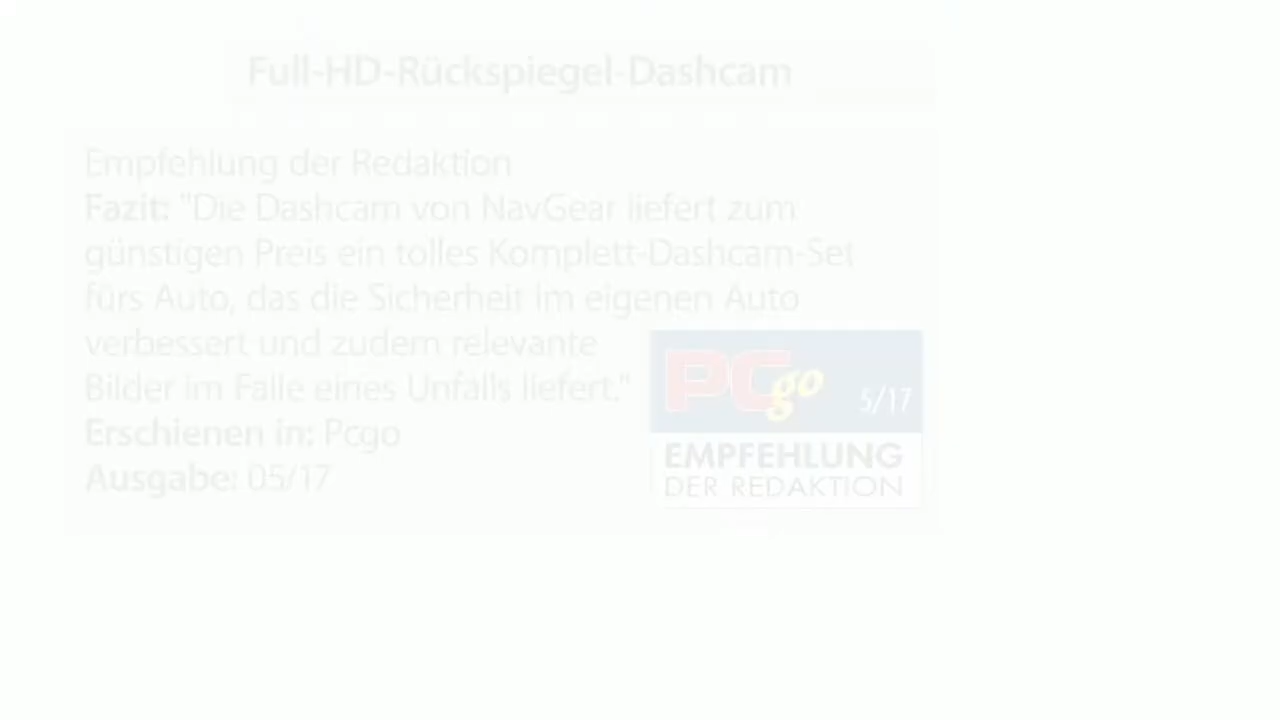 Full-HD-Rückspiegel-Dashcam
Empfehlung der Redaktion
Fazit: "Die Dashcam von NavGear liefert zum
günstigen Preis ein tolles Komplett-Dashcam-Set
fürs Auto, das die Sicherheit im eigenen Auto
verbessert und zudem relevante
Bilder im Falle eines Unfalls liefert."
Erschienen in: Pcgo
Ausgabe: 05/17
PCgo 5/17
EMPFEHLUNG
DER REDAKTION